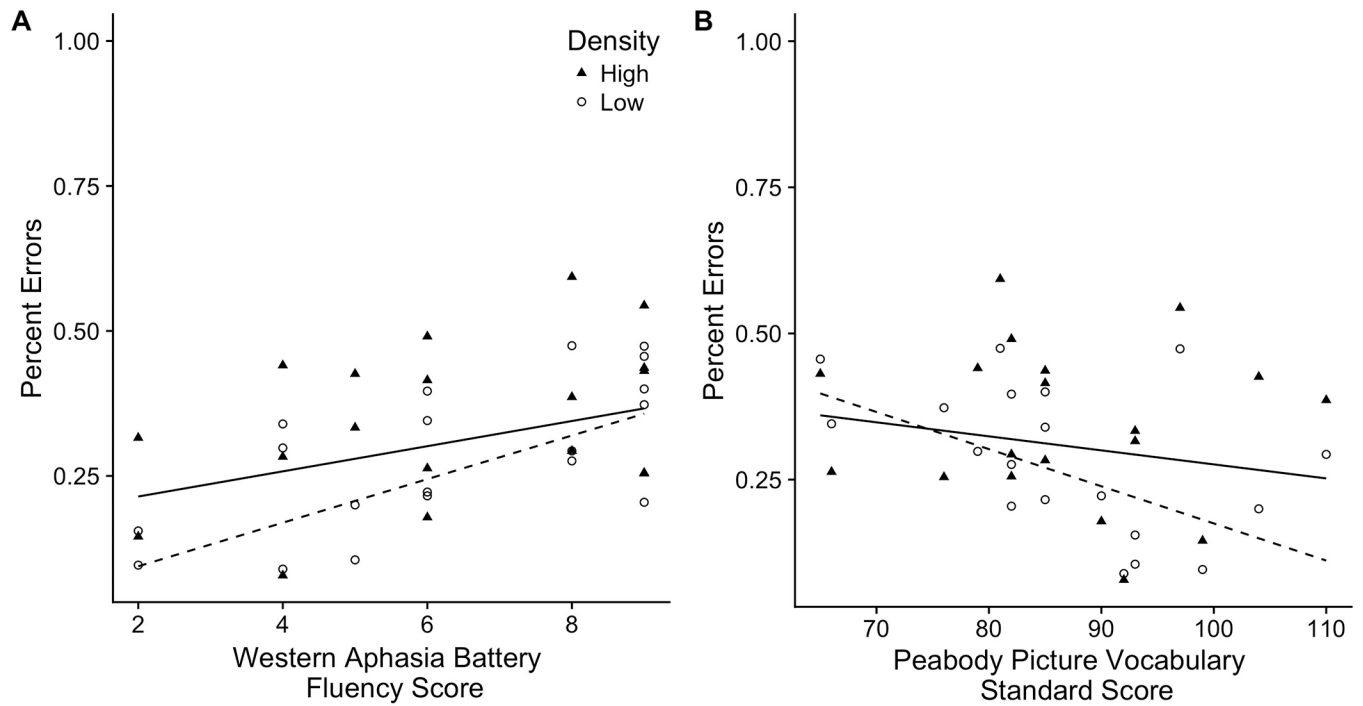 A
1.00
0.75
0.50
0.25
Percent Errors
Density
High
Low
2 4 6 8
Western Aphasia Battery
Fluency Score
B
1.00
0.75
0.50
0.25
Percent Errors
70 80 90 100 110
Peabody Picture Vocabulary
Standard Score